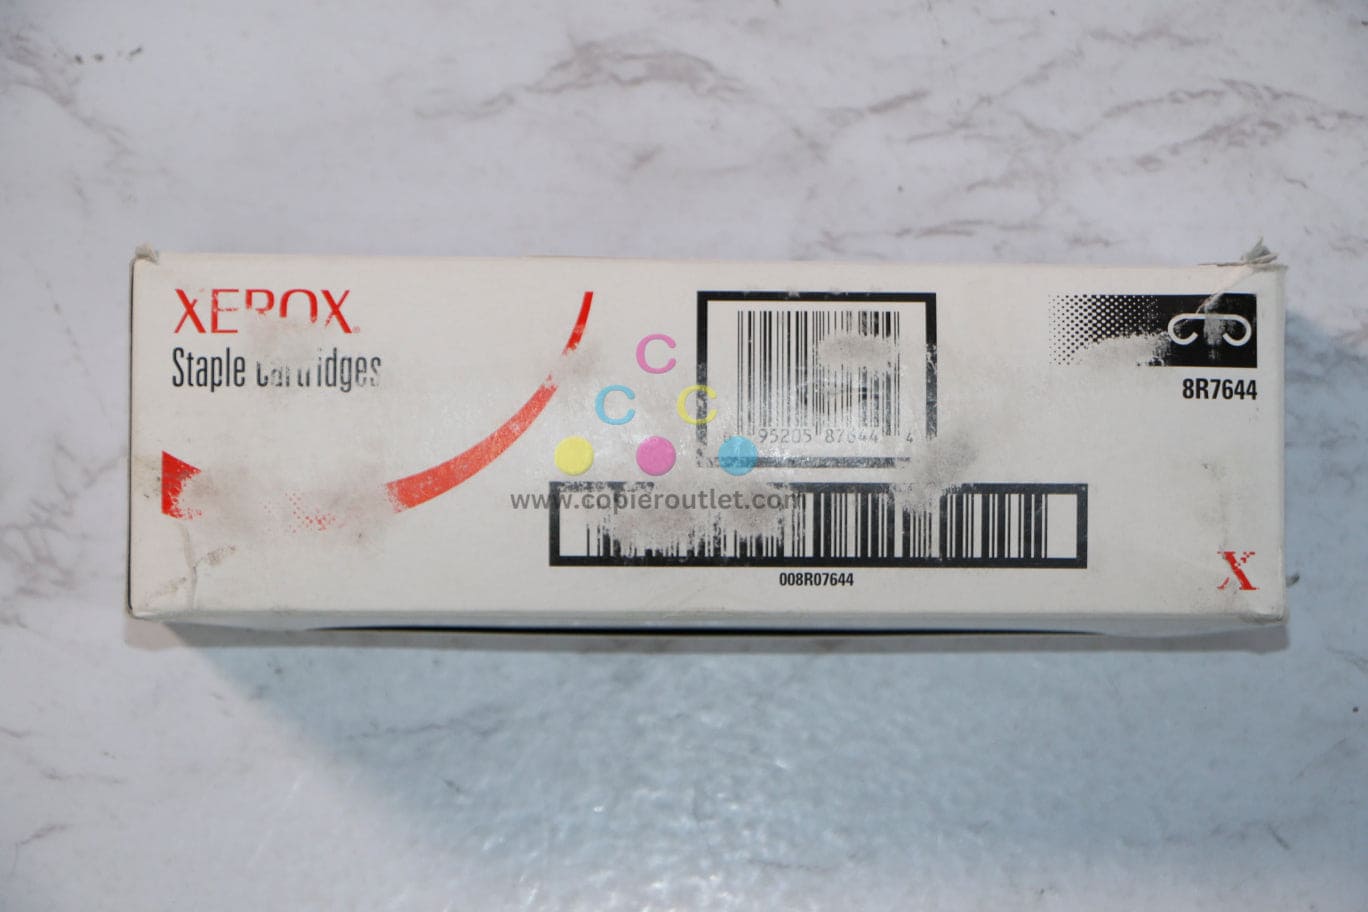 XEROX.
Staple Cartridges
95205 87644 4
8R7644
C
C C
www.copieroutlet.com
008R07644
X